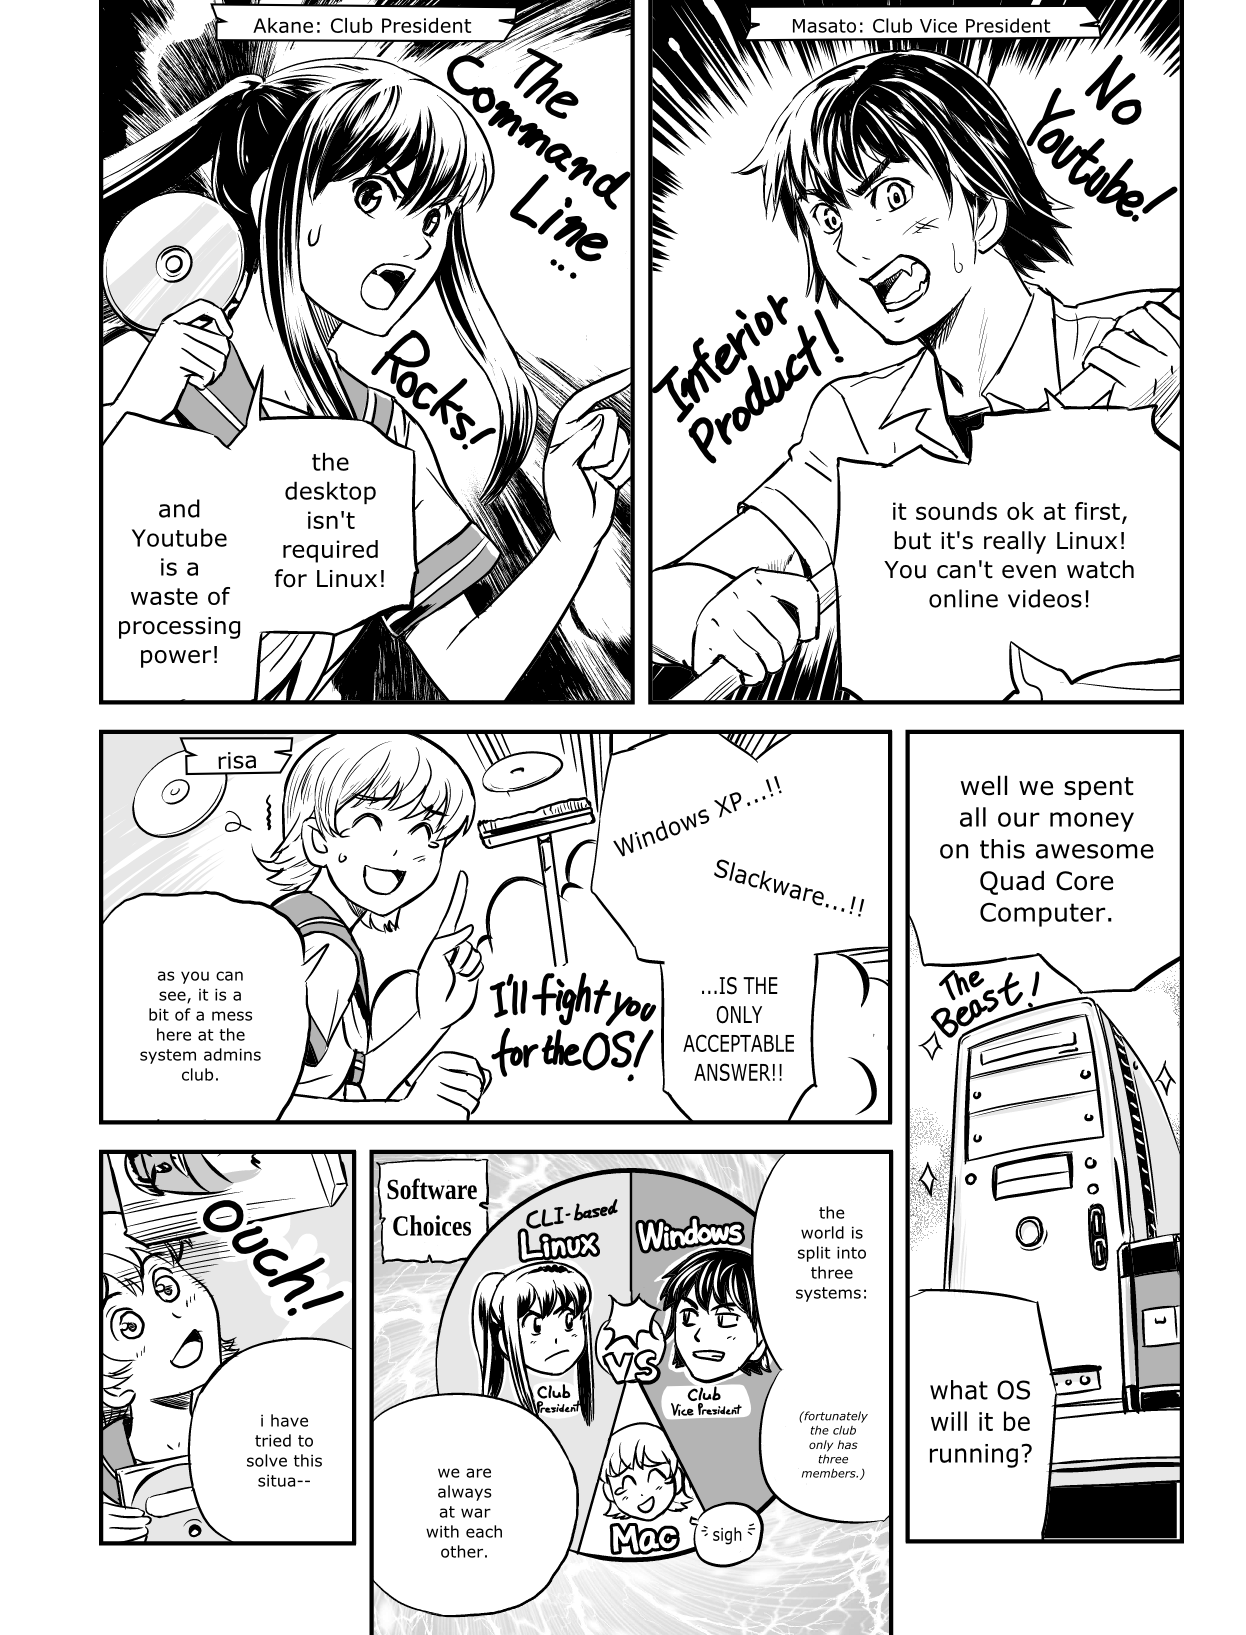 Akane: Club President
The
Command
Line
...
Rocks!
the
desktop
isn't
required
for Linux!
and
Youtube
is a
waste of
processing
power!
Masato: Club Vice President
No
Youtube!
Inferior
Product!
it sounds ok at first,
but it's really Linux!
You can't even watch
online videos!
risa
as you can
see, it is a
bit of a mess
here at the
system admins
club.
I'll fight you
for the OS!
Windows XP...!!
Slackware...!!
...IS THE
ONLY
ACCEPTABLE
ANSWER!!
well we spent
all our money
on this awesome
Quad Core
Computer.
The
Beast!
what OS
will it be
running?
Ouch!
i have
tried to
solve this
situa--
Software
Choices
CLI-based
Linux
Windows
VS
Club
President
Club
Vice President
Mac
sigh
the
world is
split into
three
systems:
(fortunately
the club
only has
three
members.)
we are
always
at war
with each
other.